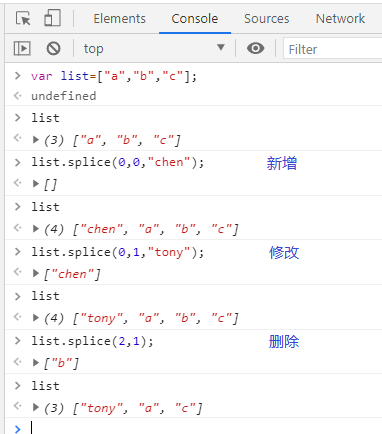 Elements Console Sources Network
top Filter
var list=["a","b","c"];
undefined
list
(3) ["a", "b", "c"]
list.splice(0,0,"chen"); 新增
[]
list
(4) ["chen", "a", "b", "c"]
list.splice(0,1,"tony"); 修改
["chen"]
list
(4) ["tony", "a", "b", "c"]
list.splice(2,1); 删除
["b"]
list
(3) ["tony", "a", "c"]